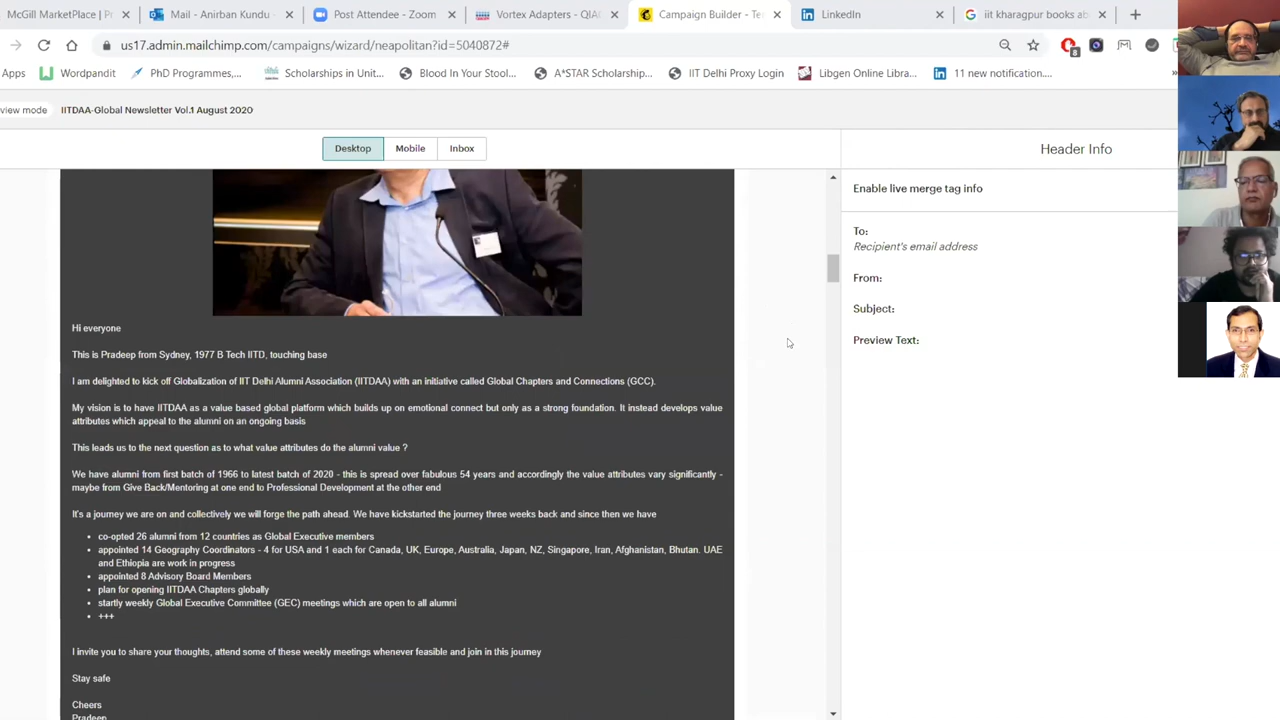 McGill MarketPlace | P
Mail - Anirban Kundu -
Post Attendee - Zoom
Vortex Adapters - QIAG
Campaign Builder - Te
LinkedIn
iit kharagpur books ab
us17.admin.mailchimp.com/campaigns/wizard/neapolitan?id=5040872#
8
Apps
Wordpandit
PhD Programmes,...
Scholarships in Unit...
Blood In Your Stool...
A*STAR Scholarship...
IIT Delhi Proxy Login
Libgen Online Libra...
11 new notification....
»
view mode
IITDAA-Global Newsletter Vol.1 August 2020
Desktop
Mobile
Inbox
Header Info
Enable live merge tag info
To:
Recipient's email address
From:
Subject:
Preview Text:
Hi everyone
This is Pradeep from Sydney, 1977 B Tech IITD, touching base
I am delighted to kick off Globalization of IIT Delhi Alumni Association (IITDAA) with an initiative called Global Chapters and Connections (GCC).
My vision is to have IITDAA as a value based global platform which builds up on emotional connect but only as a strong foundation. It instead develops value
attributes which appeal to the alumni on an ongoing basis
This leads us to the next question as to what value attributes do the alumni value ?
We have alumni from first batch of 1966 to latest batch of 2020 - this is spread over fabulous 54 years and accordingly the value attributes vary significantly -
maybe from Give Back/Mentoring at one end to Professional Development at the other end
It's a journey we are on and collectively we will forge the path ahead. We have kickstarted the journey three weeks back and since then we have
• co-opted 26 alumni from 12 countries as Global Executive members
• appointed 14 Geography Coordinators - 4 for USA and 1 each for Canada, UK, Europe, Australia, Japan, NZ, Singapore, Iran, Afghanistan, Bhutan. UAE
and Ethiopia are work in progress
• appointed 8 Advisory Board Members
• plan for opening IITDAA Chapters globally
• startly weekly Global Executive Committee (GEC) meetings which are open to all alumni
• +++
I invite you to share your thoughts, attend some of these weekly meetings whenever feasible and join in this journey
Stay safe
Cheers
Pradeep